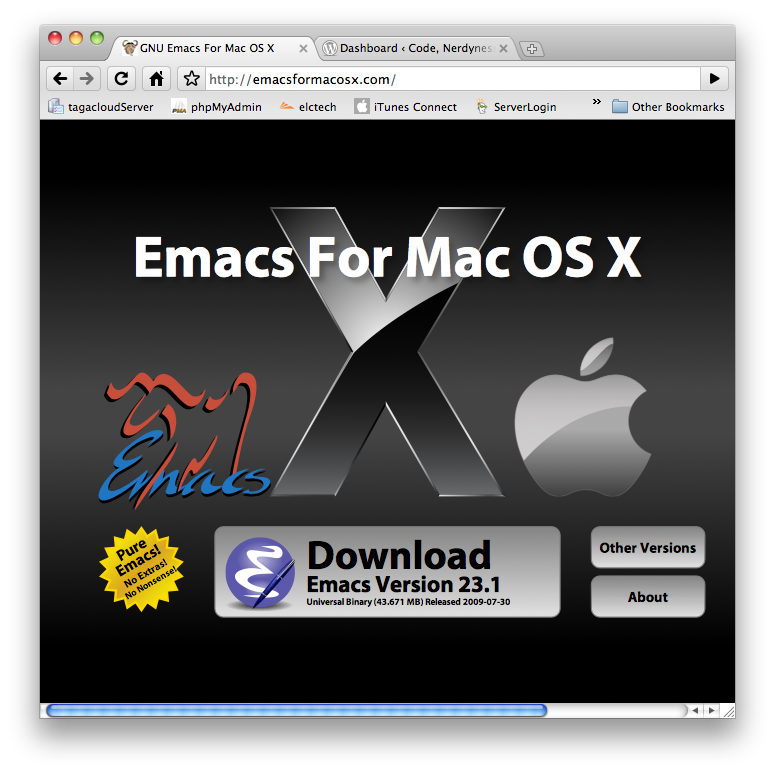 GNU Emacs For Mac OS X
Dashboard ‹ Code, Nerdynes
http://emacsformacosx.com/
tagacloudServer
phpMyAdmin
elctech
iTunes Connect
ServerLogin
»
Other Bookmarks
Emacs For Mac OS X
Emacs
Pure
Emacs!
No Extras!
No Nonsense!
Download
Emacs Version 23.1
Universal Binary (43.671 MB) Released 2009-07-30
Other Versions
About